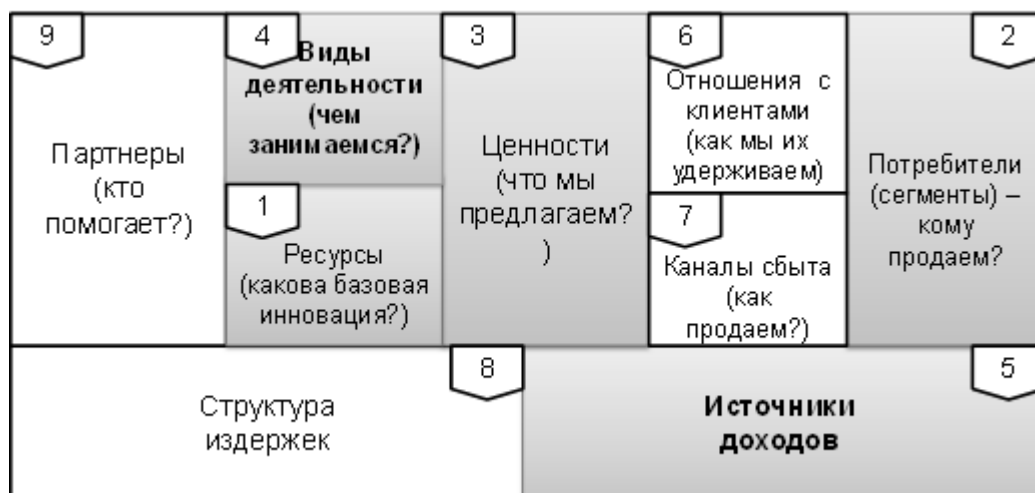 9
Партнеры
(кто
помогает?)
4
Виды
деятельности
(чем
занимаемся?)
1
Ресурсы
(какова базовая
инновация?)
3
Ценности
(что мы
предлагаем?
)
6
Отношения с
клиентами
(как мы их
удерживаем)
7
Каналы сбыта
(как
продаем?)
2
Потребители
(сегменты) –
кому
продаем?
8
Структура
издержек
5
Источники
доходов